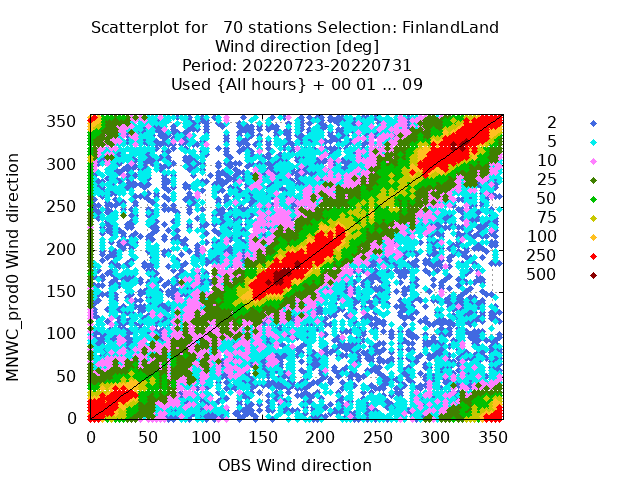 Scatterplot for   70 stations Selection: FinlandLand
Wind direction [deg]
Period: 20220723-20220731
Used {All hours} + 00 01 ... 09
MNWC_prod0 Wind direction
350
300
250
200
150
100
50
0
0 50 100 150 200 250 300 350
OBS Wind direction
2
5
10
25
50
75
100
250
500